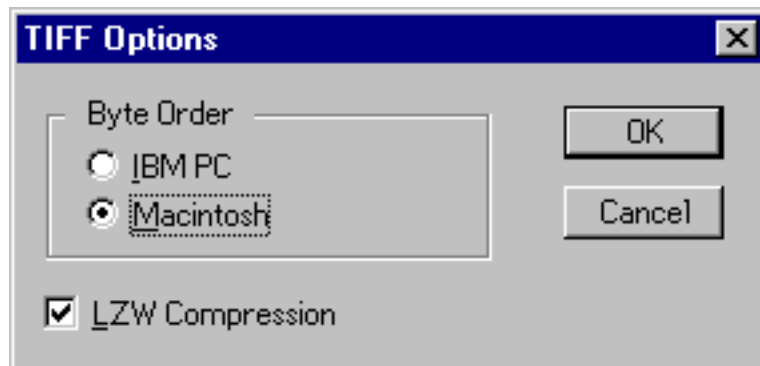 TIFF Options
Byte Order
IBM PC
Macintosh
OK
Cancel
LZW Compression